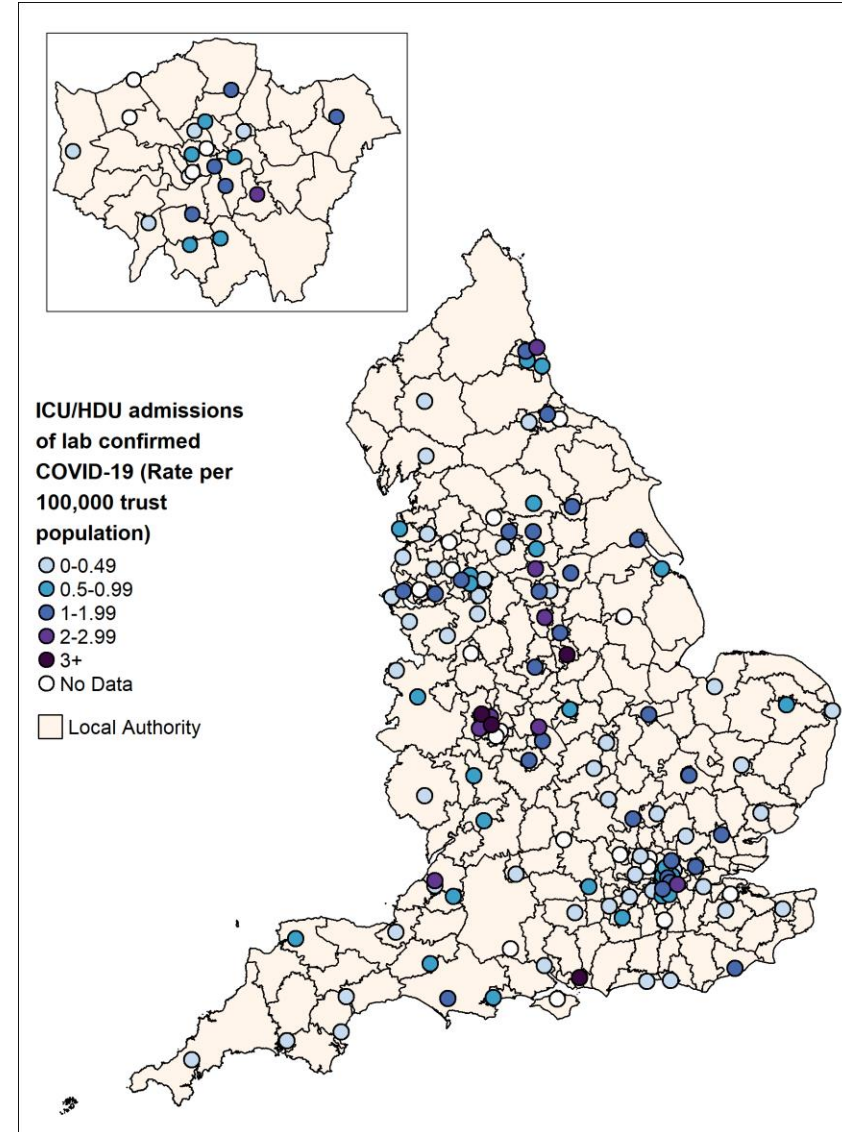 ICU/HDU admissions
of lab confirmed
COVID-19 (Rate per
100,000 trust
population)
0-0.49
0.5-0.99
1-1.99
2-2.99
3+
No Data
Local Authority